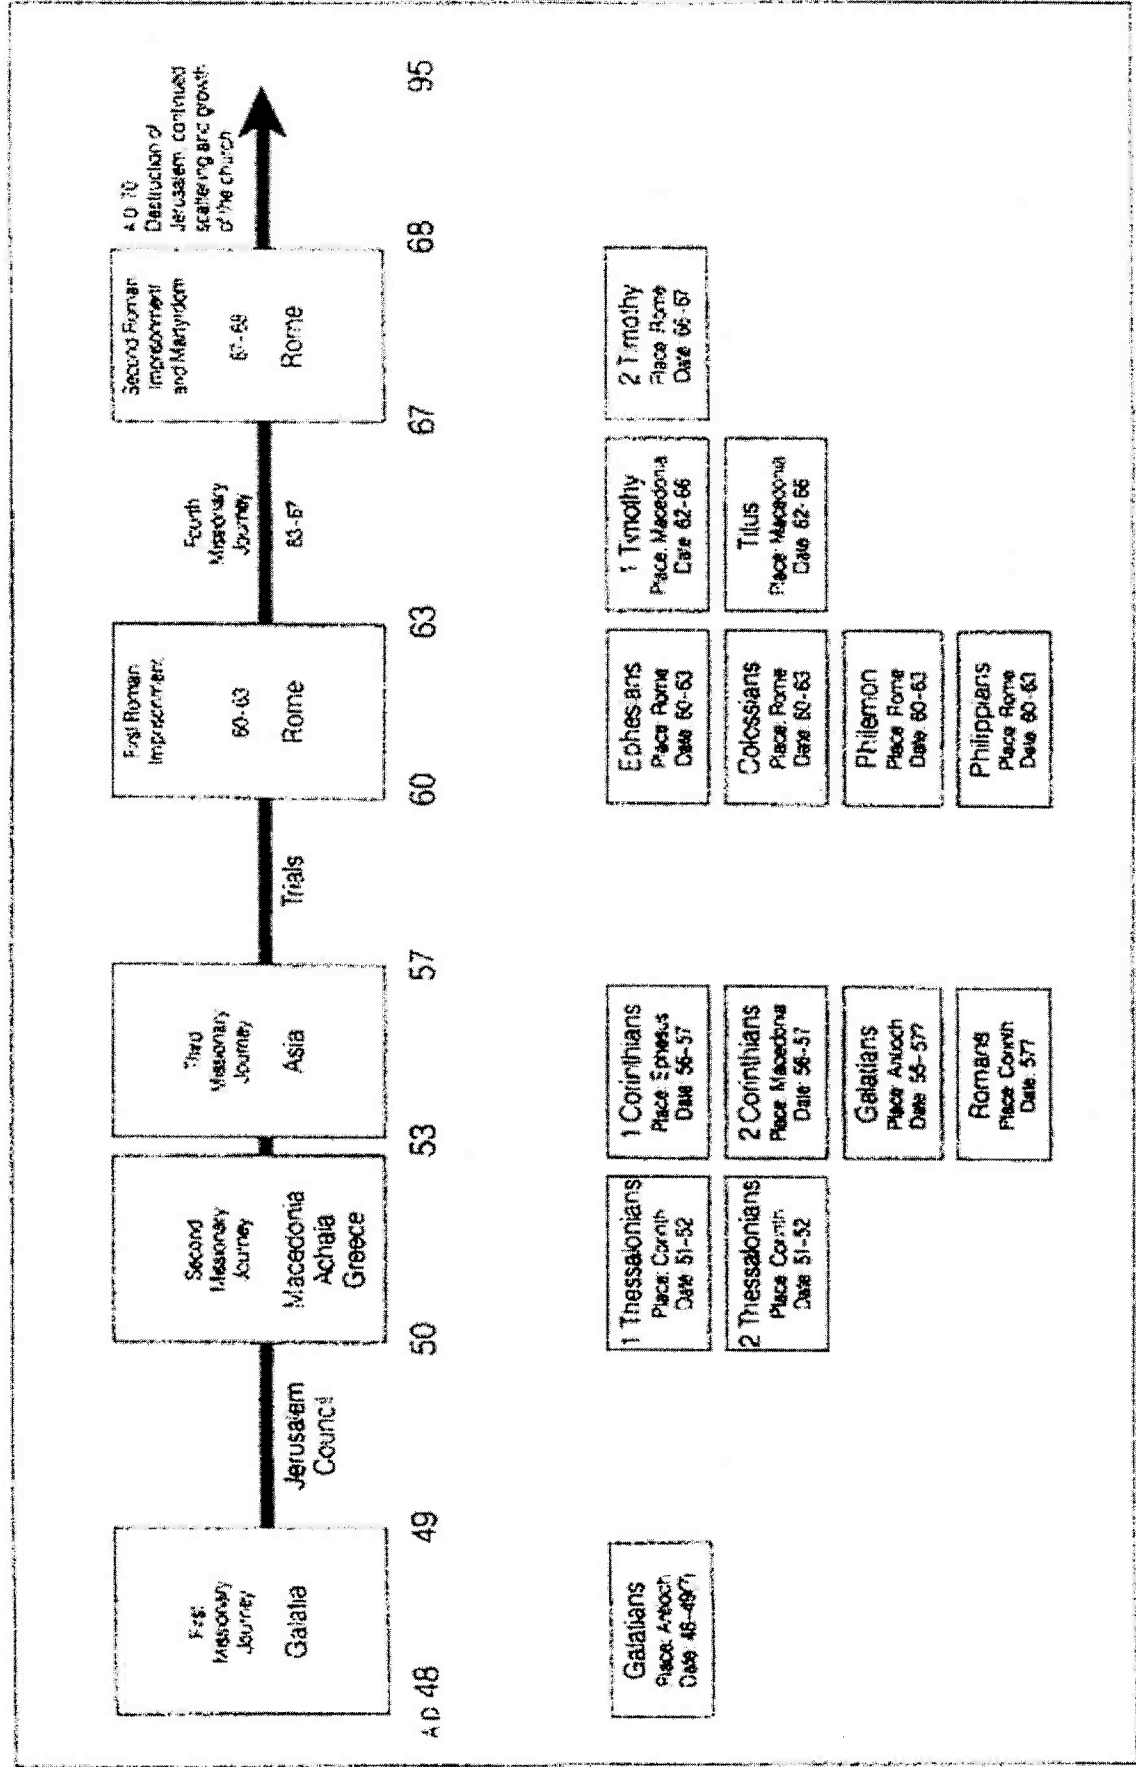 First
Missionary
Journey
Galatia
Jerusalem
Council
Second
Missionary
Journey
Macedonia
Achaia
Greece
Third
Missionary
Journey
Asia
Trials
First Roman
Imprisonment
60-63
Rome
Fourth
Missionary
Journey
63-67
Second Roman
Imprisonment/
and Martyrdom
67-68
Rome
A.D. 70
Destruction of
Jerusalem, continued
scattering and growth
of the church
A D 48
49
50
53
57
60
63
67
68
95
Galatians
Place: Antioch
Date: 48-49?
1 Thessalonians
Place: Corinth
Date: 51-52
2 Thessalonians
Place: Corinth
Date: 51-52
1 Corinthians
Place: Ephesus
Date: 56-57
2 Corinthians
Place: Macedonia
Date: 56-57
Galatians
Place: Antioch
Date: 56-57?
Romans
Place: Corinth
Date: 57?
Ephesians
Place: Rome
Date: 60-63
Colossians
Place: Rome
Date: 60-63
Philemon
Place: Rome
Date: 60-63
Philippians
Place: Rome
Date: 60-63
1 Timothy
Place: Macedonia
Date: 62-66
Titus
Place: Macedonia
Date: 62-66
2 Timothy
Place: Rome
Date: 66-67